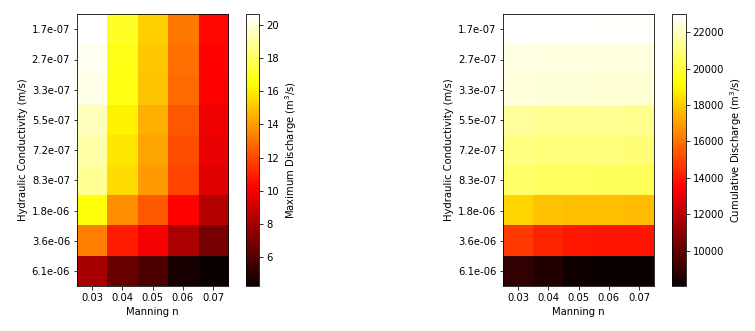 1.7e-07
2.7e-07
3.3e-07
5.5e-07
7.2e-07
8.3e-07
1.8e-06
3.6e-06
6.1e-06
Hydraulic Conductivity (m/s)
0.03 0.04 0.05 0.06 0.07
Manning n
20
18
16
14
12
10
8
6
Maximum Discharge (m³/s)
1.7e-07
2.7e-07
3.3e-07
5.5e-07
7.2e-07
8.3e-07
1.8e-06
3.6e-06
6.1e-06
Hydraulic Conductivity (m/s)
0.03 0.04 0.05 0.06 0.07
Manning n
22000
20000
18000
16000
14000
12000
10000
Cumulative Discharge (m³/s)